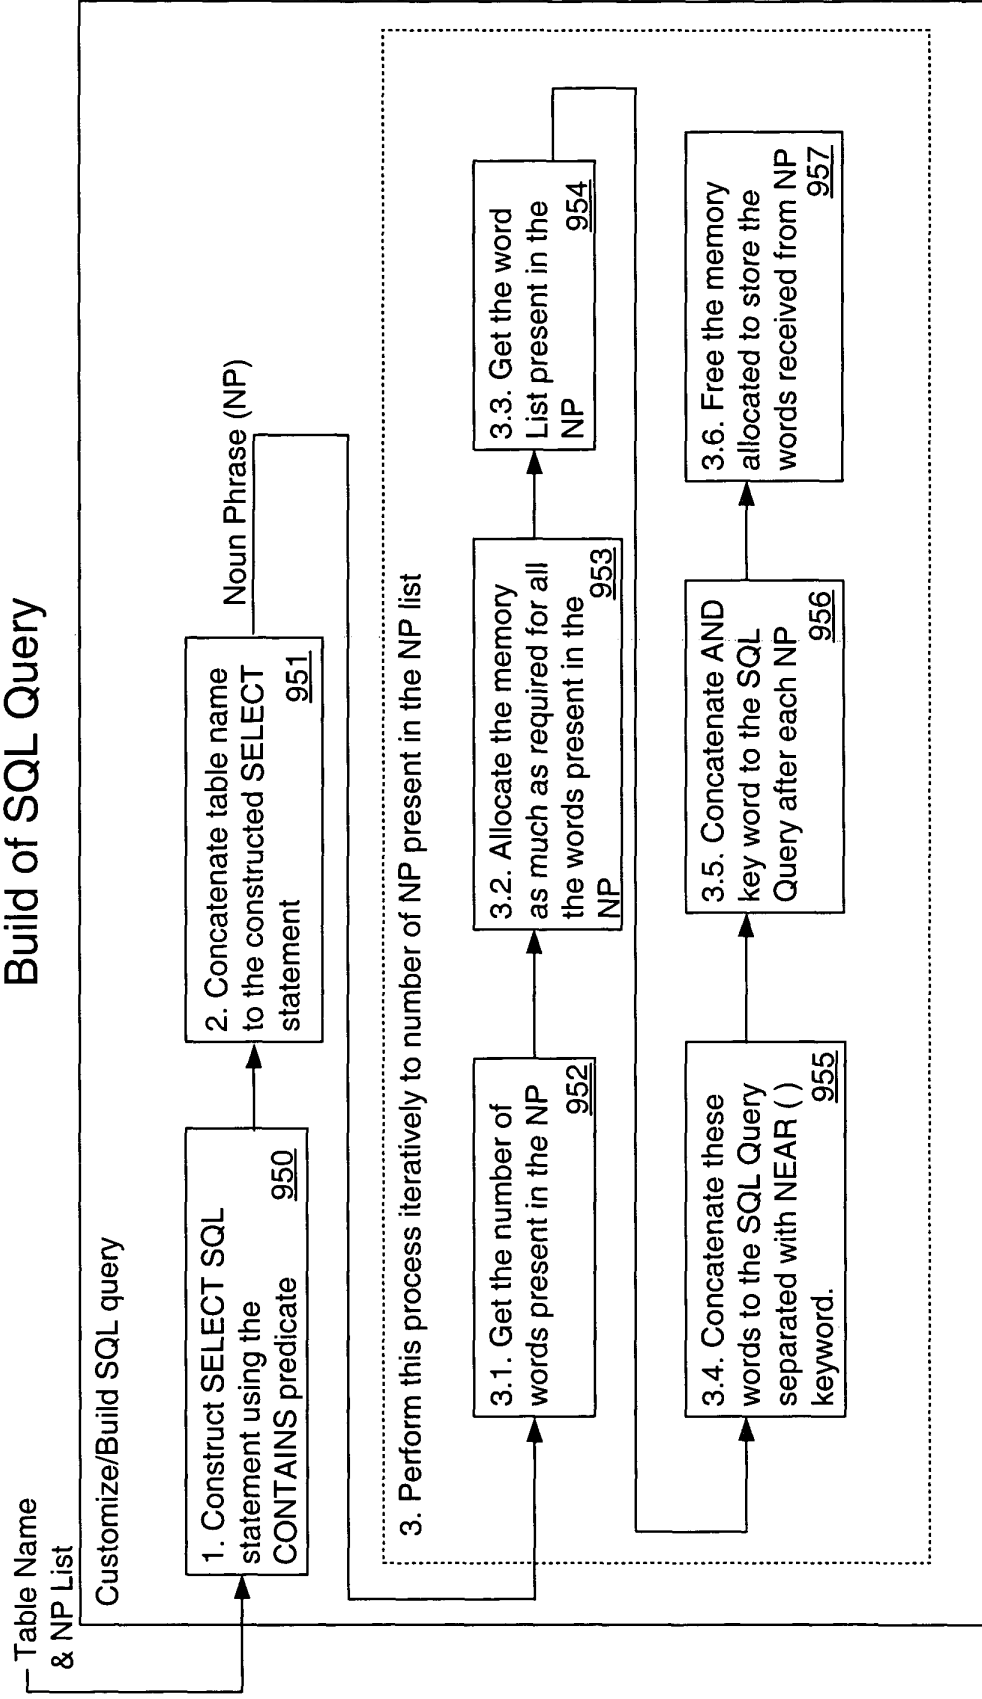 Build of SQL Query
Table Name
& NP List
Customize/Build SQL query
1. Construct SELECT SQL
statement using the
CONTAINS predicate
950
2. Concatenate table name
to the constructed SELECT
statement
951
Noun Phrase (NP)
3. Perform this process iteratively to number of NP present in the NP list
3.1. Get the number of
words present in the NP
952
3.2. Allocate the memory
as much as required for all
the words present in the
NP
953
3.3. Get the word
List present in the
NP
954
3.4. Concatenate these
words to the SQL Query
separated with NEAR ( )
keyword.
955
3.5. Concatenate AND
key word to the SQL
Query after each NP
956
3.6. Free the memory
allocated to store the
words received from NP
957